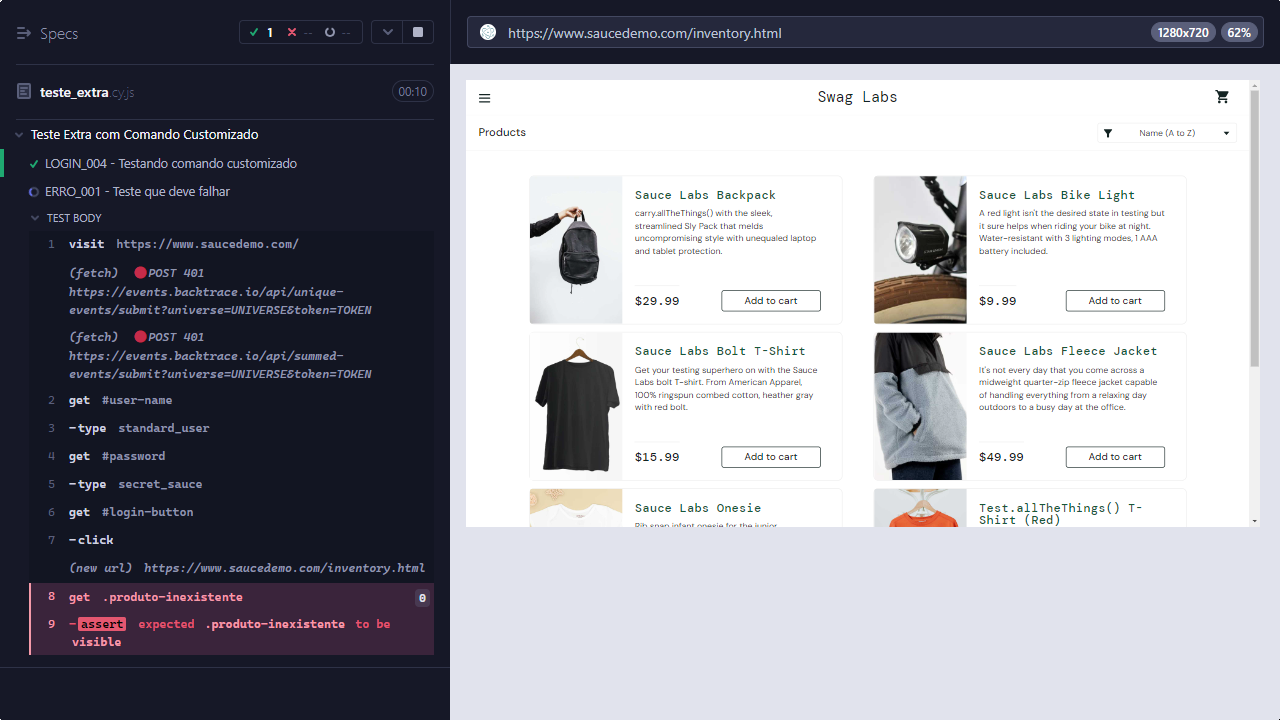 Specs
1 -- --
https://www.saucedemo.com/inventory.html
1280x720
62%
teste_extra.cy.js
00:10
Teste Extra com Comando Customizado
LOGIN_004 - Testando comando customizado
ERRO_001 - Teste que deve falhar
TEST BODY
1 visit https://www.saucedemo.com/
(fetch) POST 401
https://events.backtrace.io/api/unique-
events/submit?universe=UNIVERSE&token=TOKEN
(fetch) POST 401
https://events.backtrace.io/api/summed-
events/submit?universe=UNIVERSE&token=TOKEN
2 get #user-name
3 -type standard_user
4 get #password
5 -type secret_sauce
6 get #login-button
7 -click
(new url) https://www.saucedemo.com/inventory.html
8 get .produto-inexistente 0
9 -assert expected .produto-inexistente to be
visible
Swag Labs
Products
Name (A to Z)
Sauce Labs Backpack
carry.allTheThings() with the sleek,
streamlined Sly Pack that melds
uncompromising style with unequaled laptop
and tablet protection.
$29.99
Add to cart
Sauce Labs Bike Light
A red light isn't the desired state in testing but
it sure helps when riding your bike at night.
Water-resistant with 3 lighting modes, 1 AAA
battery included.
$9.99
Add to cart
Sauce Labs Bolt T-Shirt
Get your testing superhero on with the Sauce
Labs bolt T-shirt. From American Apparel,
100% ringspun combed cotton, heather gray
with red bolt.
$15.99
Add to cart
Sauce Labs Fleece Jacket
It's not every day that you come across a
midweight quarter-zip fleece jacket capable
of handling everything from a relaxing day
outdoors to a busy day at the office.
$49.99
Add to cart
Sauce Labs Onesie
Rib snap infant onesie for the junior
Test.allTheThings() T-
Shirt (Red)